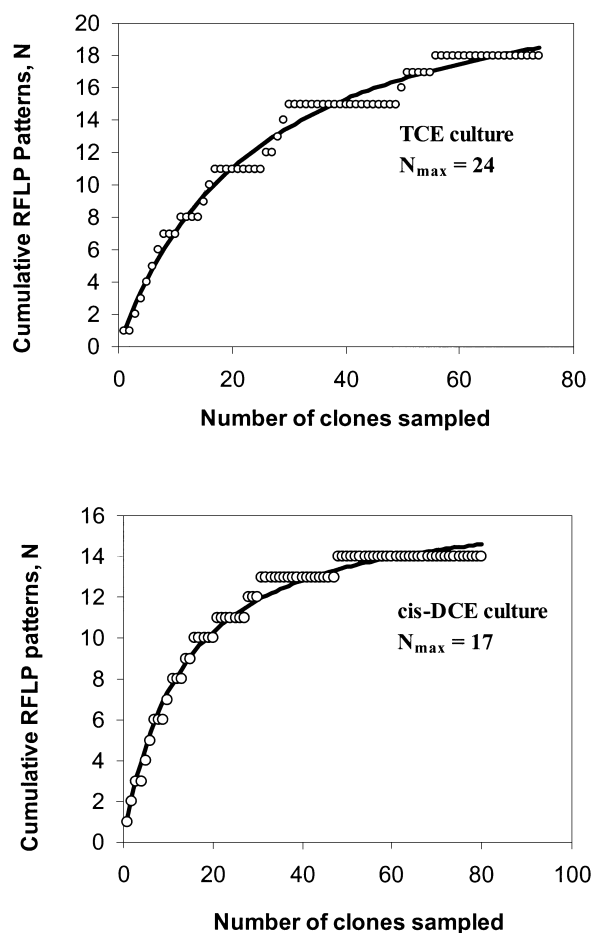 20
18
16
14
12
10
8
6
4
2
0
Cumulative RFLP Patterns, N
TCE culture
Nmax = 24
0 20 40 60 80
Number of clones sampled
16
14
12
10
8
6
4
2
0
Cumulative RFLP patterns, N
cis-DCE culture
Nmax = 17
0 20 40 60 80 100
Number of clones sampled